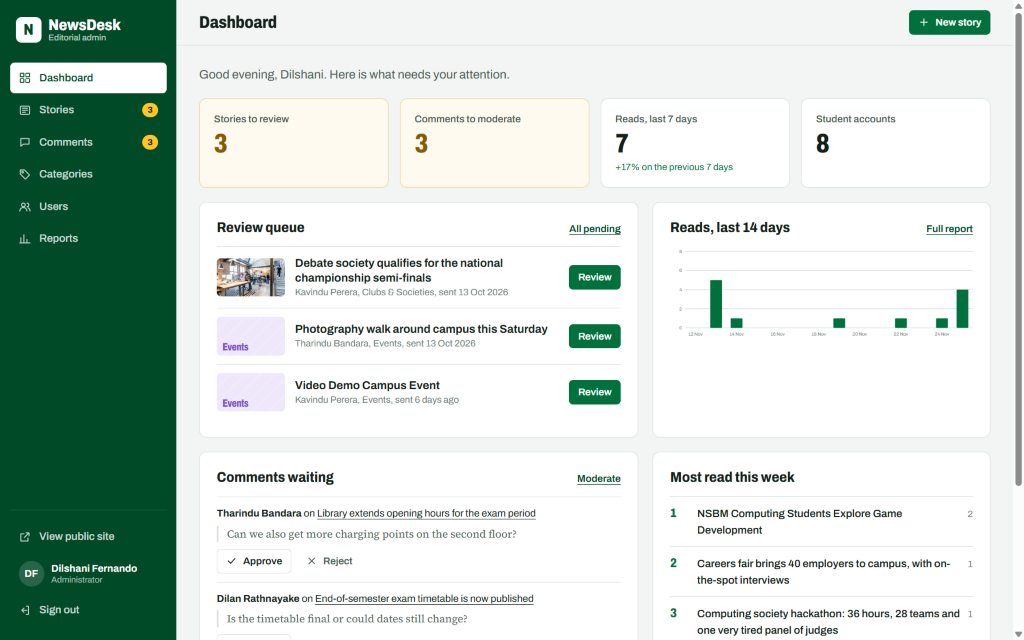 N
NewsDesk
Editorial admin
Dashboard
Stories 3
Comments 3
Categories
Users
Reports
View public site
DF
Dilshani Fernando
Administrator
Sign out
Dashboard
New story
Good evening, Dilshani. Here is what needs your attention.
Stories to review
3
Comments to moderate
3
Reads, last 7 days
7
+17% on the previous 7 days
Student accounts
8
Review queue
All pending
Debate society qualifies for the national
championship semi-finals
Kavindu Perera, Clubs & Societies, sent 13 Oct 2026
Review
Events
Photography walk around campus this Saturday
Tharindu Bandara, Events, sent 13 Oct 2026
Review
Events
Video Demo Campus Event
Kavindu Perera, Events, sent 6 days ago
Review
Reads, last 14 days
Full report
8
6
4
2
0
12 Nov 14 Nov 16 Nov 18 Nov 20 Nov 22 Nov 24 Nov
Comments waiting
Moderate
Tharindu Bandara on Library extends opening hours for the exam period
Can we also get more charging points on the second floor?
Approve Reject
Dilan Rathnayake on End-of-semester exam timetable is now published
Is the timetable final or could dates still change?
Most read this week
1 NSBM Computing Students Explore Game 2
Development
2 Careers fair brings 40 employers to campus, with on- 1
the-spot interviews
3 Computing society hackathon: 36 hours, 28 teams and 1
one very tired panel of judges